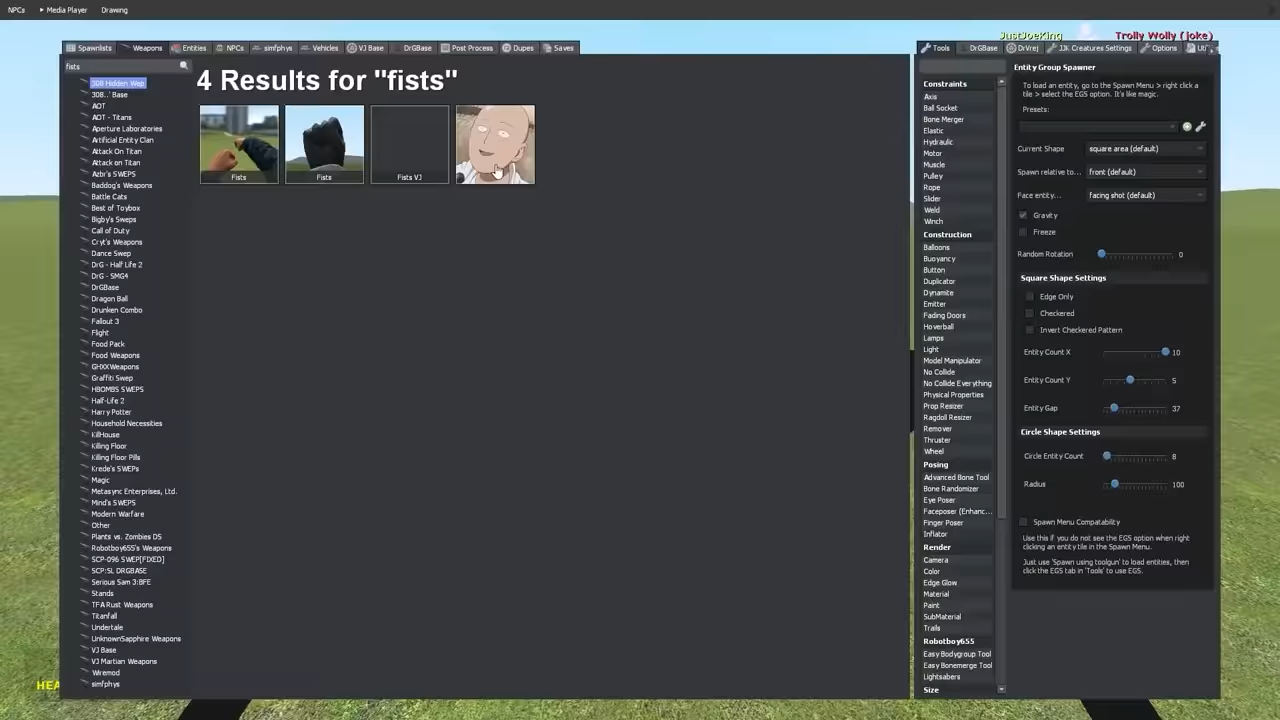 NPCs
Media Player
Drawing
JustJoeKing
Trolly Wolly (joke)
Spawnlists
Weapons
Entities
NPCs
simfphys
Vehicles
VJ Base
DrGBase
Post Process
Dupes
Saves
fists
308 Hidden Wep
308..' Base
AOT
AOT - Titans
Aperture Laboratories
Artificial Entity Clan
Attack On Titan
Attack on Titan
Azbr's SWEPS
Baddog's Weapons
Battle Cats
Best of Toybox
Bigby's Sweps
Call of Duty
Cryt's Weapons
Dance Swep
DrG - Half Life 2
DrG - SMG4
DrGBase
Dragon Ball
Drunken Combo
Fallout 3
Flight
Food Pack
Food Weapons
GHXXWeapons
Graffiti Swep
HBOMBS SWEPS
Half-Life 2
Harry Potter
Household Necessities
KillHouse
Killing Floor
Killing Floor Pills
Krede's SWEPs
Magic
Metasync Enterprises, Ltd.
Mind's SWEPS
Modern Warfare
Other
Plants vs. Zombies DS
Robotboy655's Weapons
SCP-096 SWEP[FIXED]
SCP:SL DRGBASE
Serious Sam 3:BFE
Stands
TFA Rust Weapons
Titanfall
Undertale
UnknownSapphire Weapons
VJ Base
VJ Martian Weapons
Wiremod
simfphys
4 Results for "fists"
Fists
Fists
Fists VJ
Tools
DrGBase
DrVrej
JJK Creatures Settings
Options
Constraints
Axis
Ball Socket
Bone Merger
Elastic
Hydraulic
Motor
Muscle
Pulley
Rope
Slider
Weld
Winch
Construction
Balloons
Buoyancy
Button
Duplicator
Dynamite
Emitter
Fading Doors
Hoverball
Lamps
Light
Model Manipulator
No Collide
No Collide Everything
Physical Properties
Prop Resizer
Ragdoll Resizer
Remover
Thruster
Wheel
Posing
Advanced Bone Tool
Bone Randomizer
Eye Poser
Faceposer (Enhanc...
Finger Poser
Inflator
Render
Camera
Color
Edge Glow
Material
Paint
SubMaterial
Trails
Robotboy655
Easy Bodygroup Tool
Easy Bonemerge Tool
Lightsabers
Size
Entity Group Spawner
To load an entity, go to the Spawn Menu > right click a
tile > select the EGS option. It's like magic.
Presets:
Current Shape
square area (default)
Spawn relative to...
front (default)
Face entity...
facing shot (default)
Gravity
Freeze
Random Rotation
0
Square Shape Settings
Edge Only
Checkered
Invert Checkered Pattern
Entity Count X
10
Entity Count Y
5
Entity Gap
37
Circle Shape Settings
Circle Entity Count
8
Radius
100
Spawn Menu Compatability
Use this if you do not see the EGS option when right
clicking an entity tile in the Spawn Menu.
Just use 'Spawn using toolgun' to load entities, then
click the EGS tab in 'Tools' to use EGS.